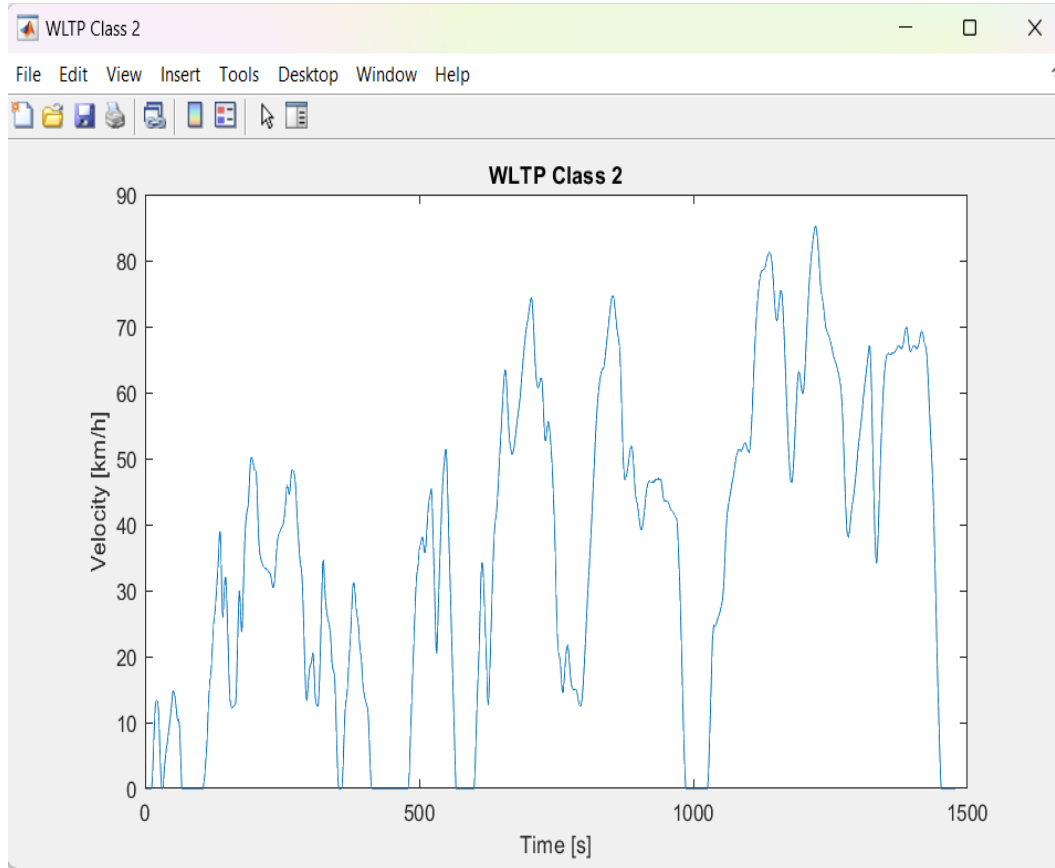 WLTP Class 2
File Edit View Insert Tools Desktop Window Help
WLTP Class 2
90
80
70
60
50
40
30
20
10
0
Velocity [km/h]
0 500 1000 1500
Time [s]